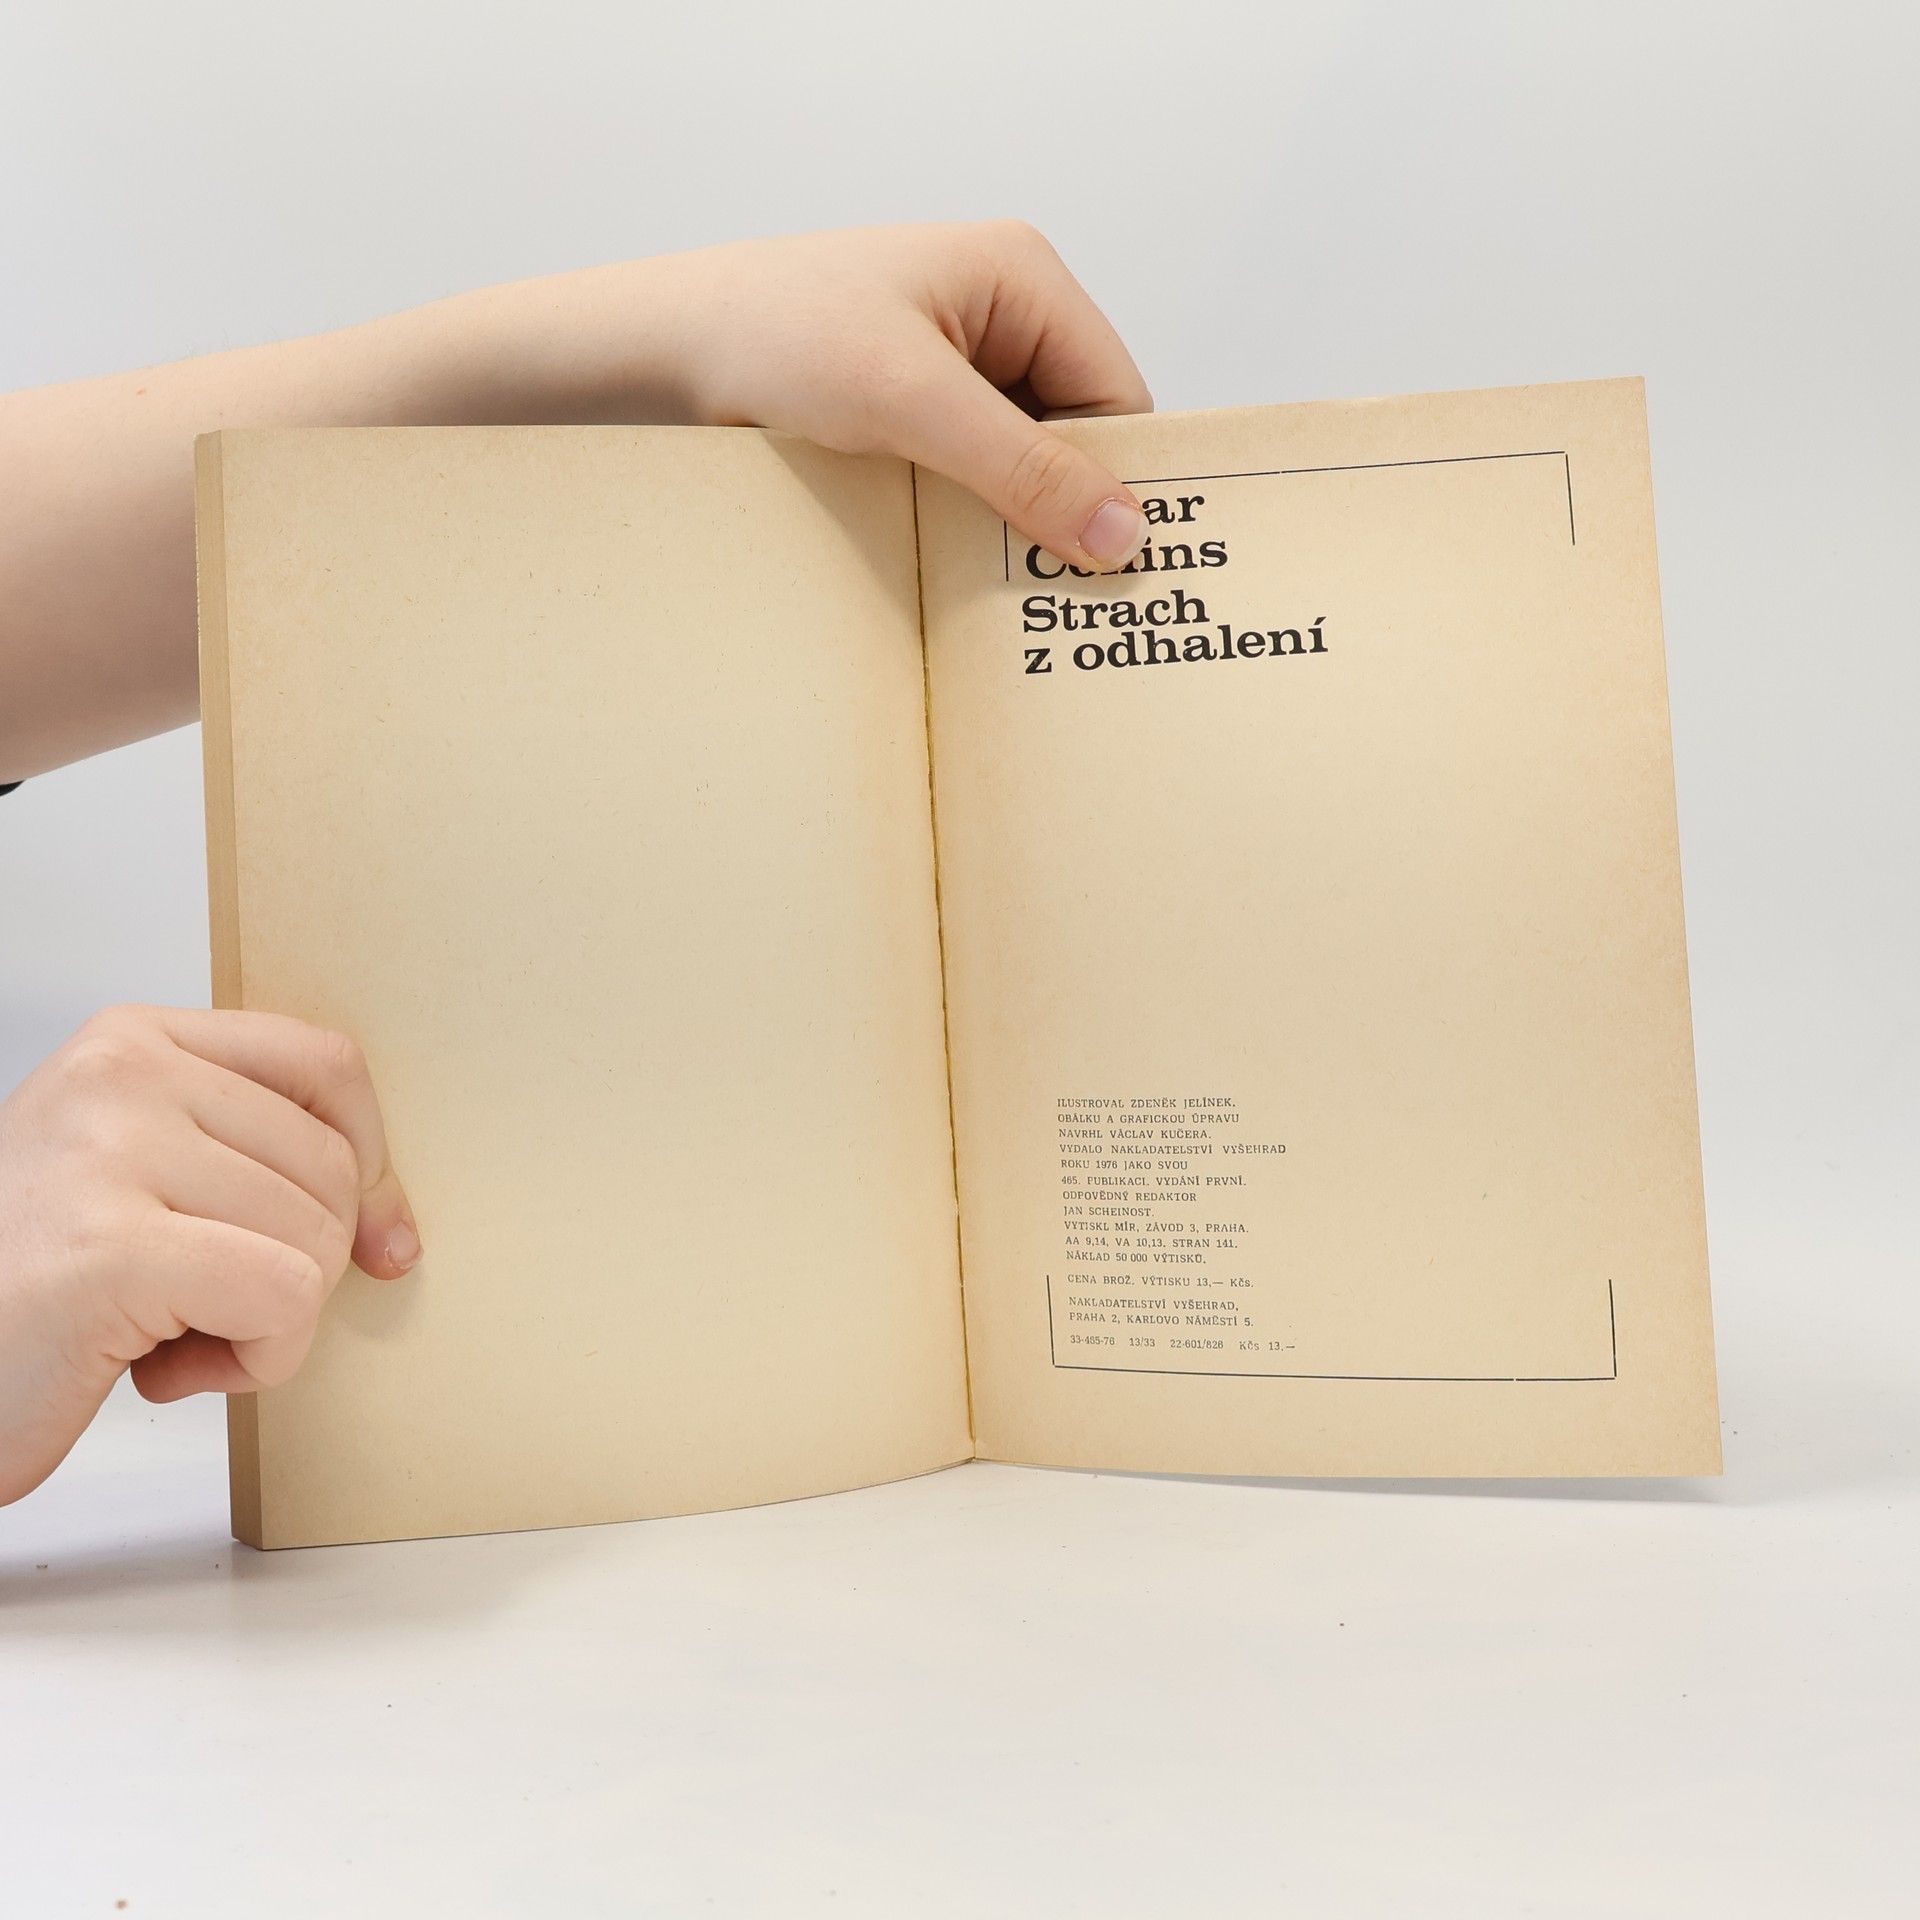 ar
Collins
Strach
z odhalení
ILUSTROVAL ZDENĚK JELÍNEK.
OBÁLKU A GRAFICKOU ÚPRAVU
NAVRHL VÁCLAV KUČERA.
VYDALO NAKLADATELSTVÍ VYŠEHRAD
ROKU 1976 JAKO SVOU
465. PUBLIKACI. VYDÁNÍ PRVNÍ.
ODPOVĚDNÝ REDAKTOR
JAN SCHEINOST.
VYTISKL MÍR, ZÁVOD 3, PRAHA.
AA 9,14, VA 10,13. STRAN 141.
NÁKLAD 50 000 VÝTISKŮ.
CENA BROŽ. VÝTISKU 13,— KČS.
NAKLADATELSTVÍ VYŠEHRAD,
PRAHA 2, KARLOVO NÁMĚSTÍ 5.
33-465-76 13/33 22-601/826 Kčs 13,—